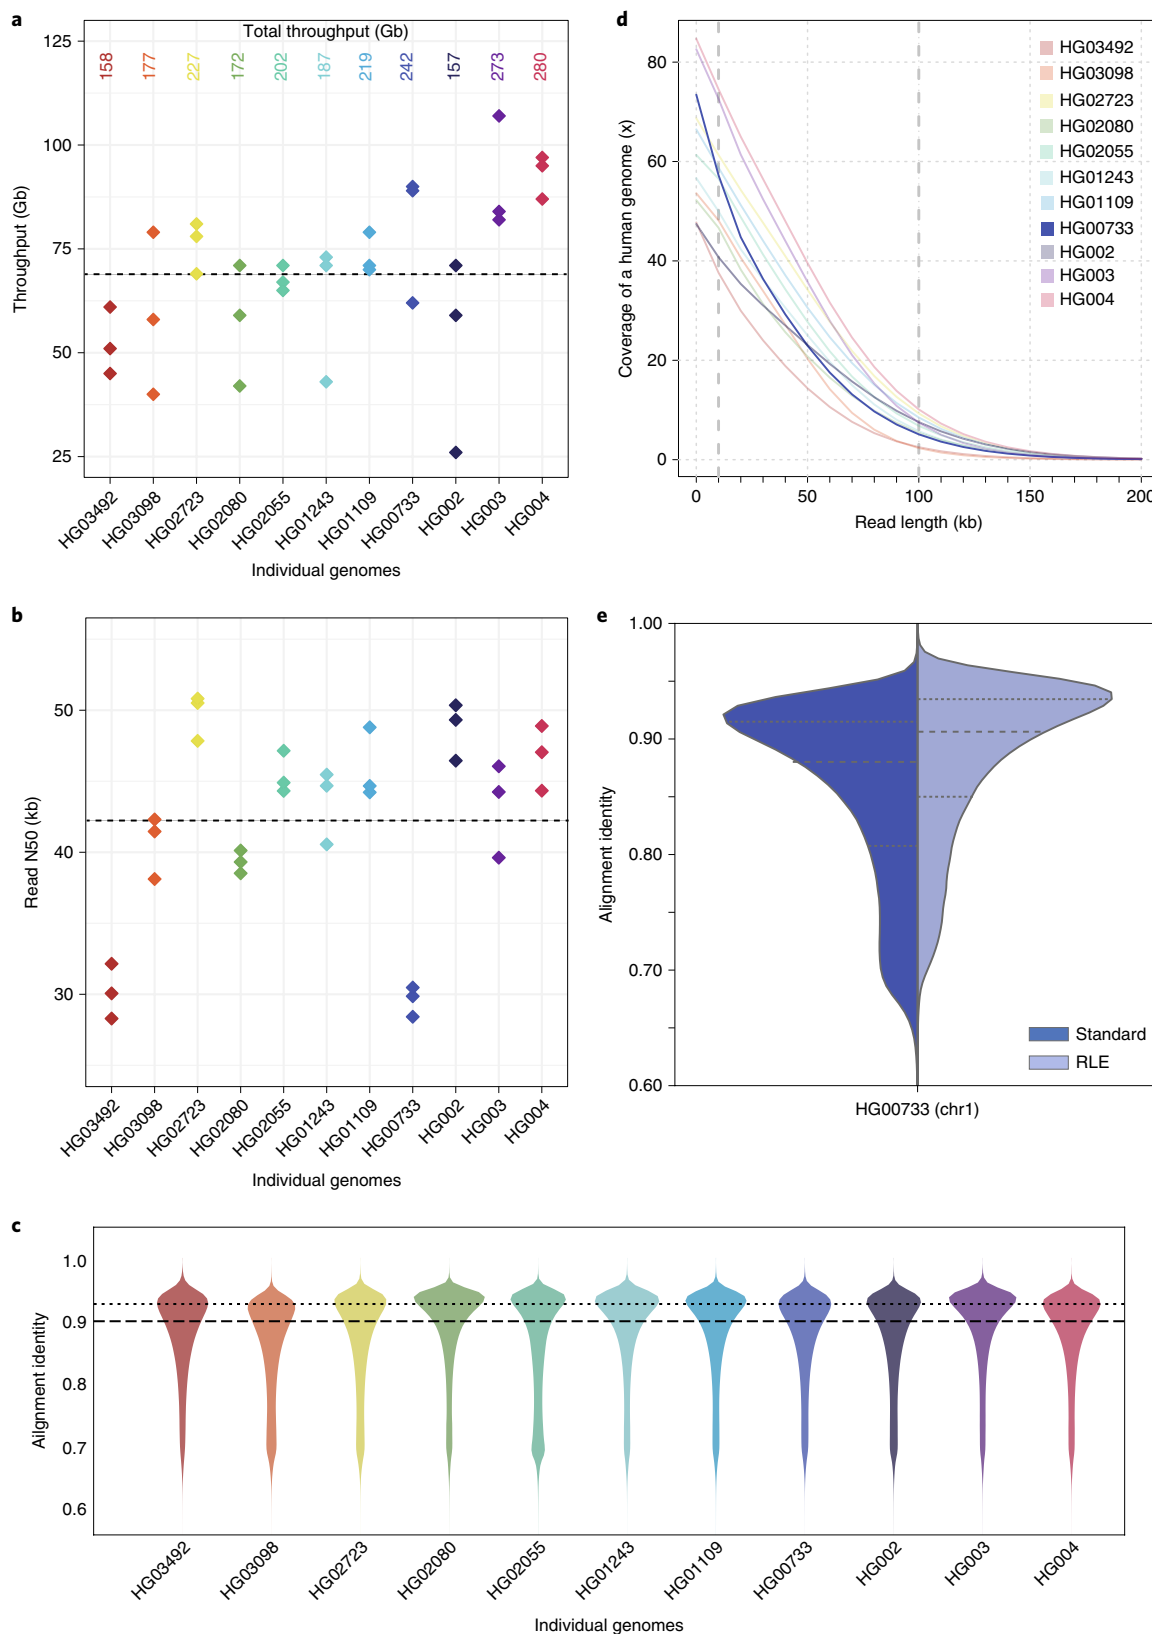 a
Total throughput (Gb)
158 177 227 172 202 187 219 242 157 273 280
125
100
75
50
25
Throughput (Gb)
HG03492 HG03098 HG02723 HG02080 HG02055 HG01243 HG01109 HG00733 HG002 HG003 HG004
Individual genomes
b
50
40
30
Read N50 (kb)
HG03492 HG03098 HG02723 HG02080 HG02055 HG01243 HG01109 HG00733 HG002 HG003 HG004
Individual genomes
d
80
60
40
20
0
Coverage of a human genome (x)
HG03492
HG03098
HG02723
HG02080
HG02055
HG01243
HG01109
HG00733
HG002
HG003
HG004
0 50 100 150 200
Read length (kb)
e
1.00
0.90
0.80
0.70
0.60
Alignment identity
Standard
RLE
HG00733 (chr1)
c
1.0
0.9
0.8
0.7
0.6
Ailgnment identity
HG03492 HG03098 HG02723 HG02080 HG02055 HG01243 HG01109 HG00733 HG002 HG003 HG004
Individual genomes